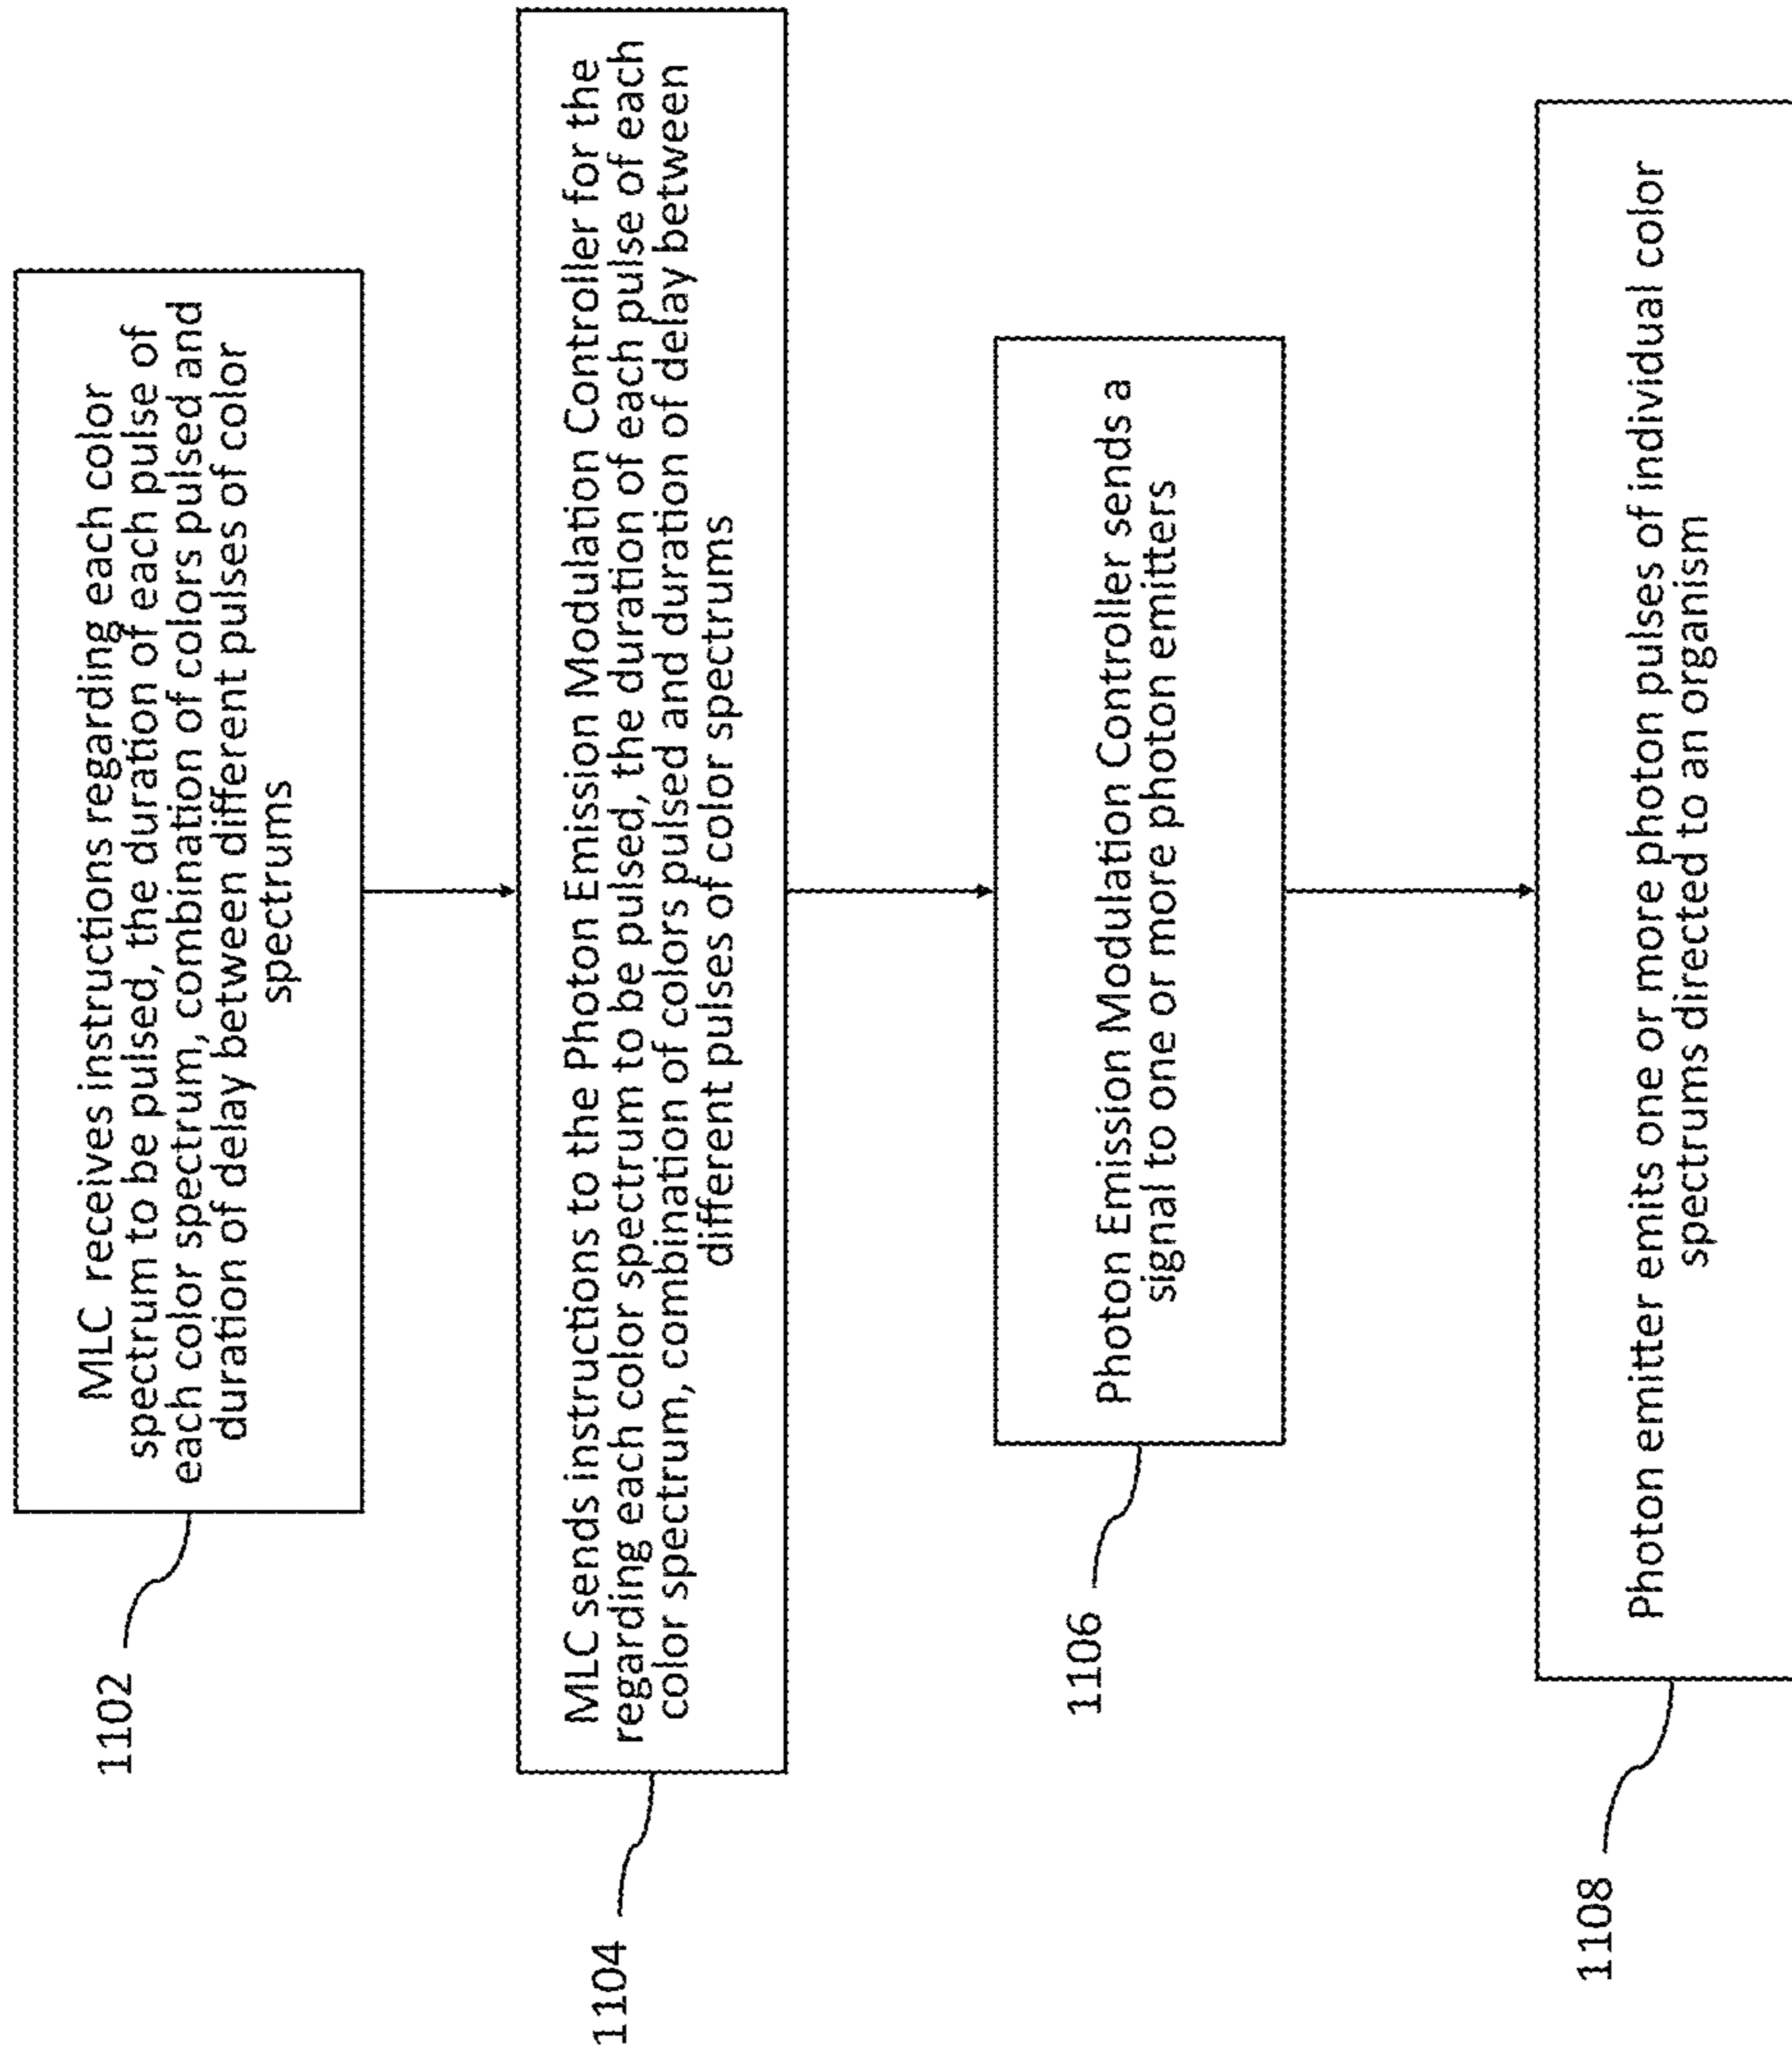 MLC receives instructions regarding each color
spectrum to be pulsed, the duration of each pulse of
each color spectrum, combination of colors pulsed and
duration of delay between different pulses of color
spectrums
1102
MLC sends instructions to the Photon Emission Modulation Controller for the
regarding each color spectrum to be pulsed, the duration of each pulse of each
color spectrum, combination of colors pulsed and duration of delay between
different pulses of color spectrums
1104
Photon Emission Modulation Controller sends a
signal to one or more photon emitters
1106
Photon emitter emits one or more photon pulses of individual color
spectrums directed to an organism
1108